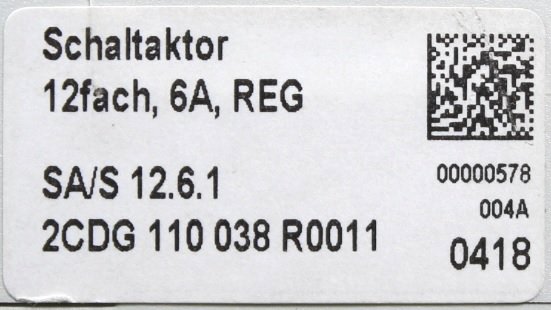 Schaltaktor
12fach, 6A, REG
SA/S 12.6.1
2CDG 110 038 R0011
00000578
004A
0418